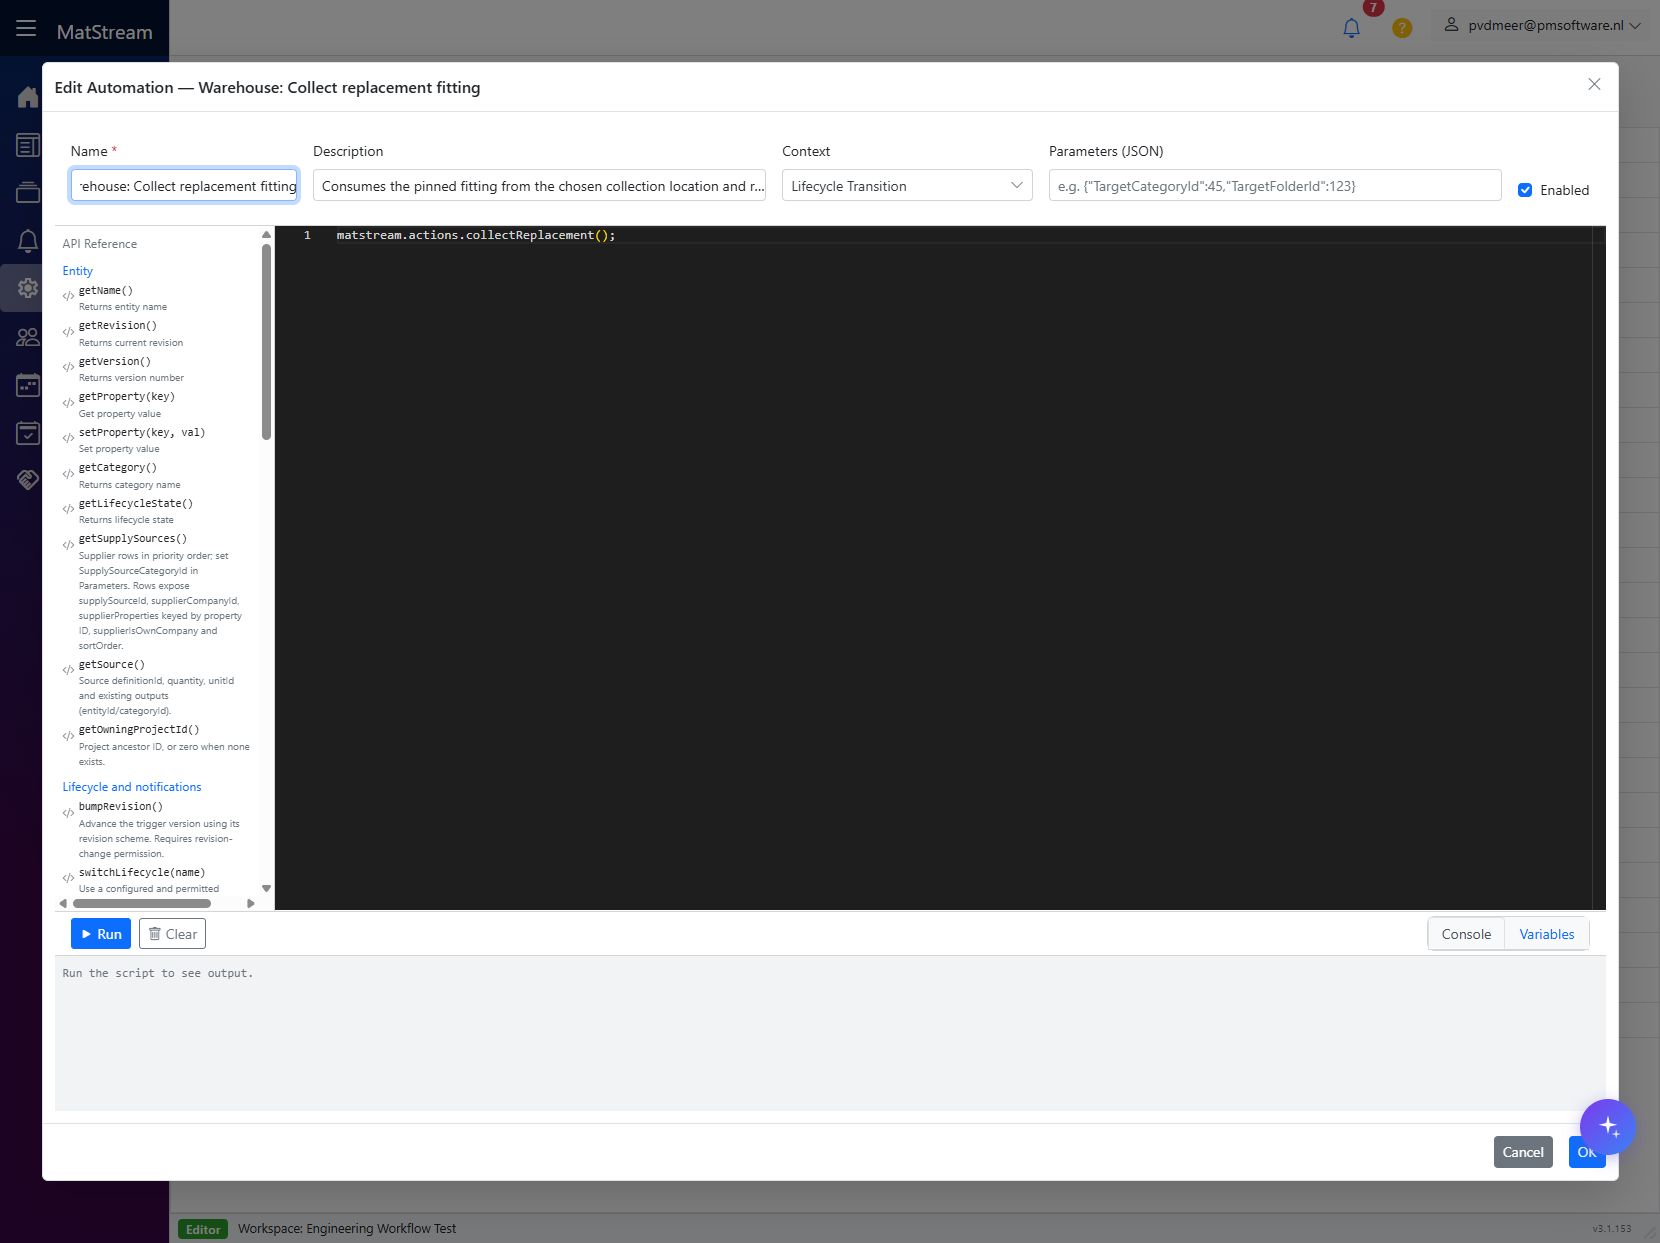 MatStream
7
?
pvdmeer@pmsoftware.nl
Edit Automation — Warehouse: Collect replacement fitting
Name *
Description
Context
Parameters (JSON)
ehouse: Collect replacement fitting
Consumes the pinned fitting from the chosen collection location and r...
Lifecycle Transition
e.g. {"TargetCategoryId":45,"TargetFolderId":123}
Enabled
API Reference
1 matstream.actions.collectReplacement();
Entity
</> getName()
Returns entity name
</> getRevision()
Returns current revision
</> getVersion()
Returns version number
</> getProperty(key)
Get property value
</> setProperty(key, val)
Set property value
</> getCategory()
Returns category name
</> getLifecycleState()
Returns lifecycle state
</> getSupplySources()
Supplier rows in priority order; set
SupplySourceCategoryId in
Parameters. Rows expose
supplySourceId, supplierCompanyId,
supplierProperties keyed by property
ID, supplierIsOwnCompany and
sortOrder.
</> getSource()
Source definitionId, quantity, unitId
and existing outputs
(entityId/categoryId).
</> getOwningProjectId()
Project ancestor ID, or zero when none
exists.
Lifecycle and notifications
</> bumpRevision()
Advance the trigger version using its
revision scheme. Requires revision-
change permission.
</> switchLifecycle(name)
Use a configured and permitted
Run
Clear
Console
Variables
Run the script to see output.
Cancel
OK
Editor
Workspace: Engineering Workflow Test
v3.1.153